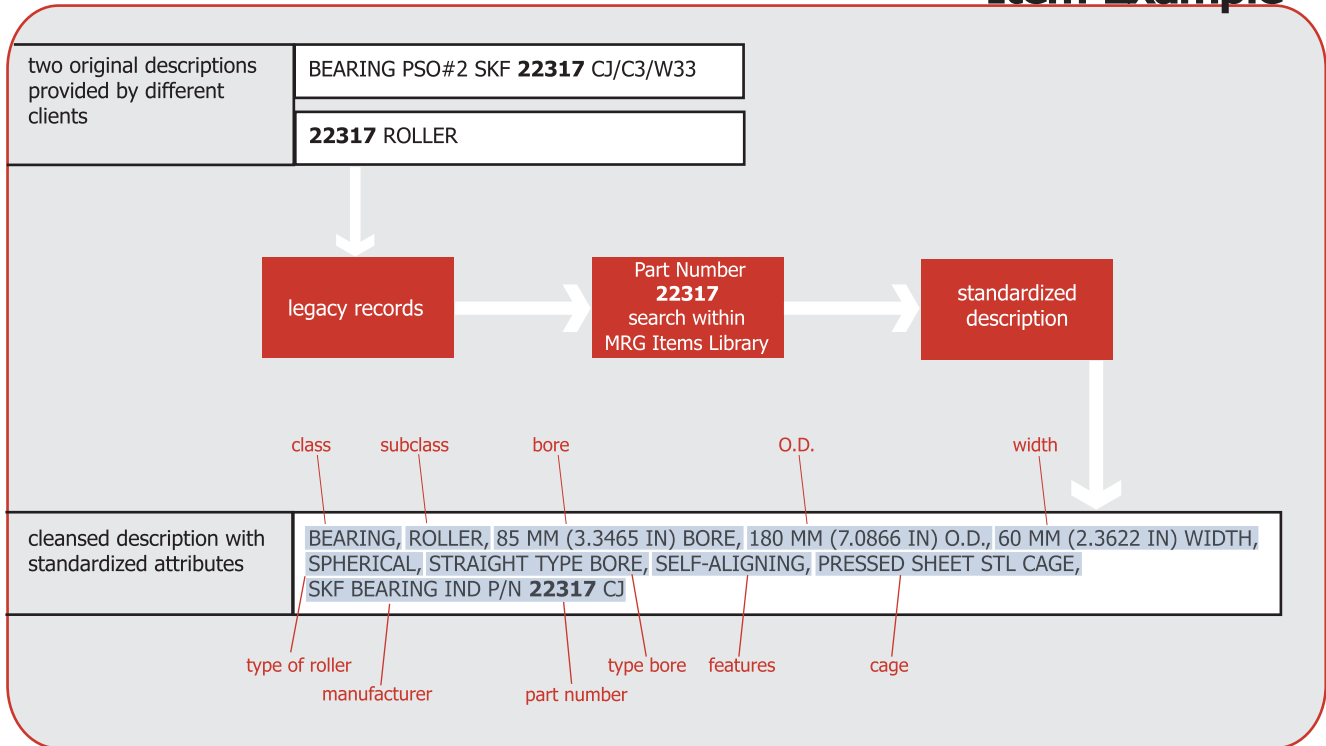 Item Example
two original descriptions
provided by different
clients
BEARING PSO#2 SKF 22317 CJ/C3/W33
22317 ROLLER
legacy records
Part Number
22317
search within
MRG Items Library
standardized
description
class
subclass
bore
O.D.
width
cleansed description with
standardized attributes
BEARING, ROLLER, 85 MM (3.3465 IN) BORE, 180 MM (7.0866 IN) O.D., 60 MM (2.3622 IN) WIDTH,
SPHERICAL, STRAIGHT TYPE BORE, SELF-ALIGNING, PRESSED SHEET STL CAGE,
SKF BEARING IND P/N 22317 CJ
type of roller
type bore
features
cage
manufacturer
part number